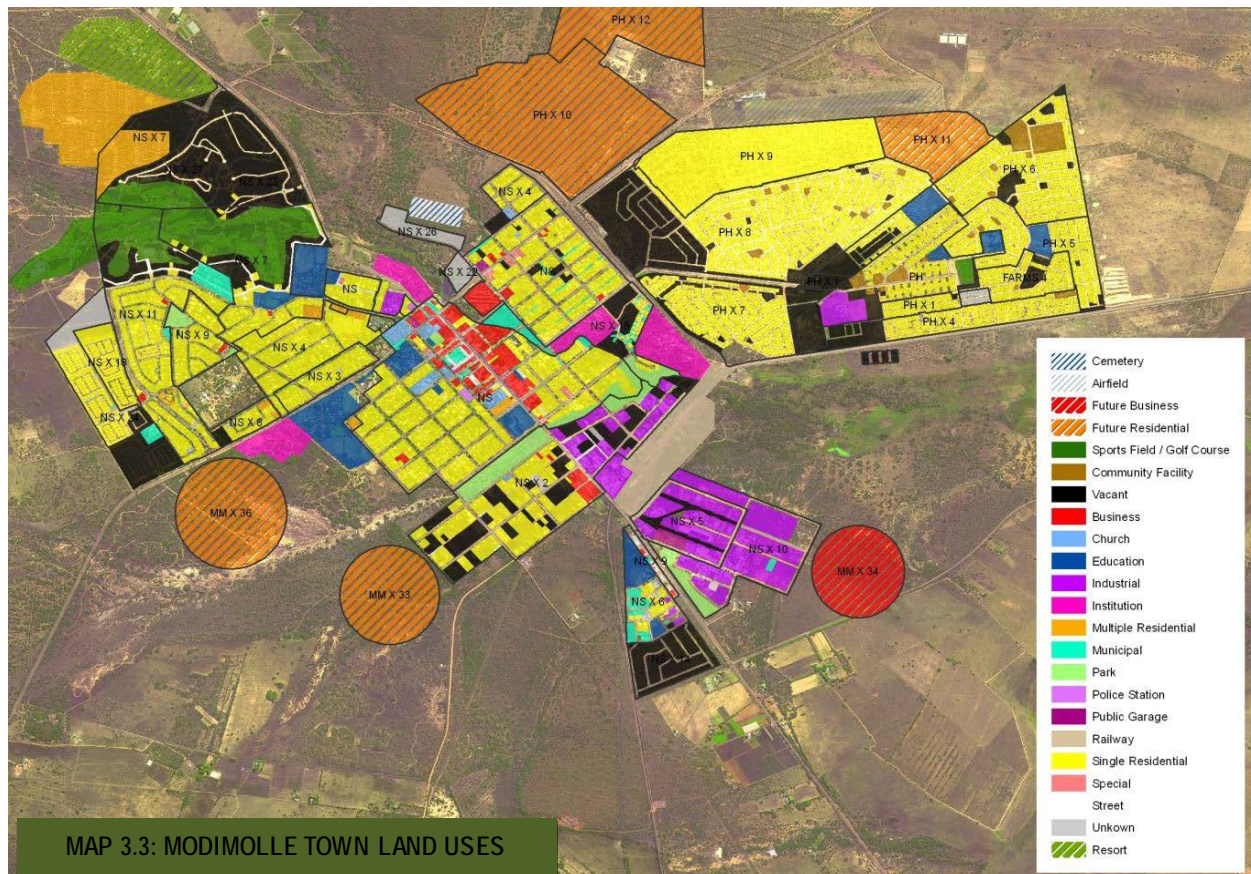 PH X 12
PH X 10
NS X 7
PH X 11
PH X 9
PH X 6
NS X 4
PH X 8
NS X 26
NS X 7
PH X 5
NS X 22
NS
PH X 1
PH
FARMS 4
NS
NS X 11
PH X 1
PH X 7
PH X 4
NS X 9
NS X 4
NS X 3
NS
NS X 8
NS X 2
MM X 36
NS X 5
NS X 10
NS X 9
MM X 34
MM X 33
NS X 6
Cemetery
Airfield
Future Business
Future Residential
Sports Field / Golf Course
Community Facility
Vacant
Business
Church
Education
Industrial
Institution
Multiple Residential
Municipal
Park
Police Station
Public Garage
Railway
Single Residential
Special
Street
Unkown
Resort
MAP 3.3: MODIMOLLE TOWN LAND USES